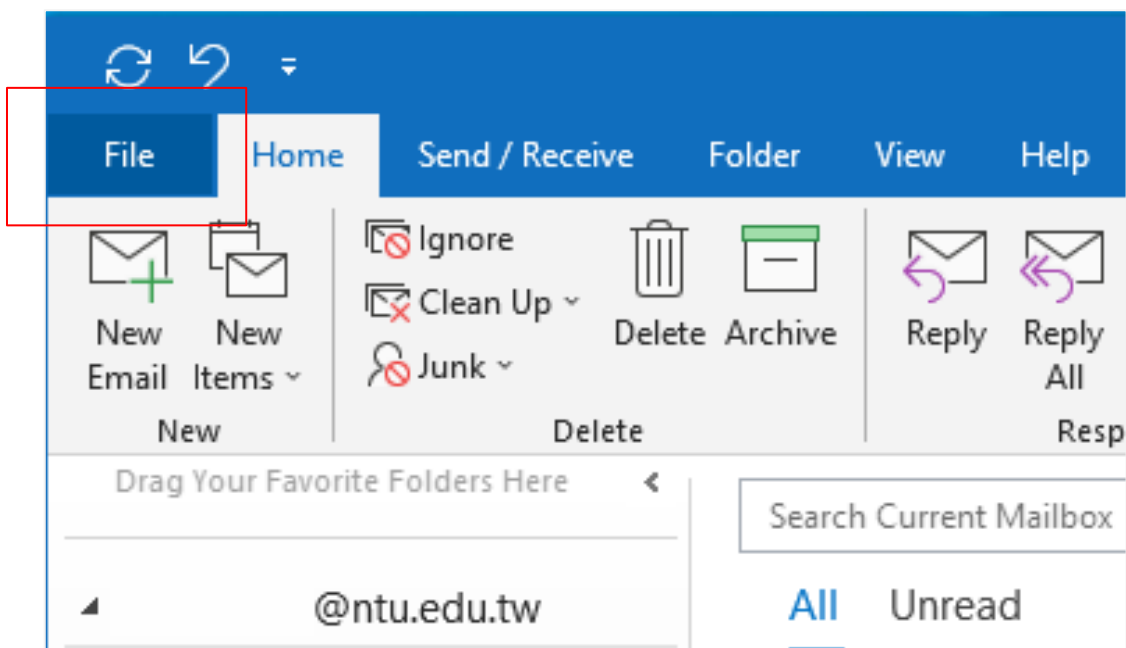 File Home Send / Receive Folder View Help
Ignore
Clean Up
Junk
New Email
New Items
Delete
Archive
Reply
Reply All
New Delete Resp
Drag Your Favorite Folders Here
Search Current Mailbox
@ntu.edu.tw
All Unread